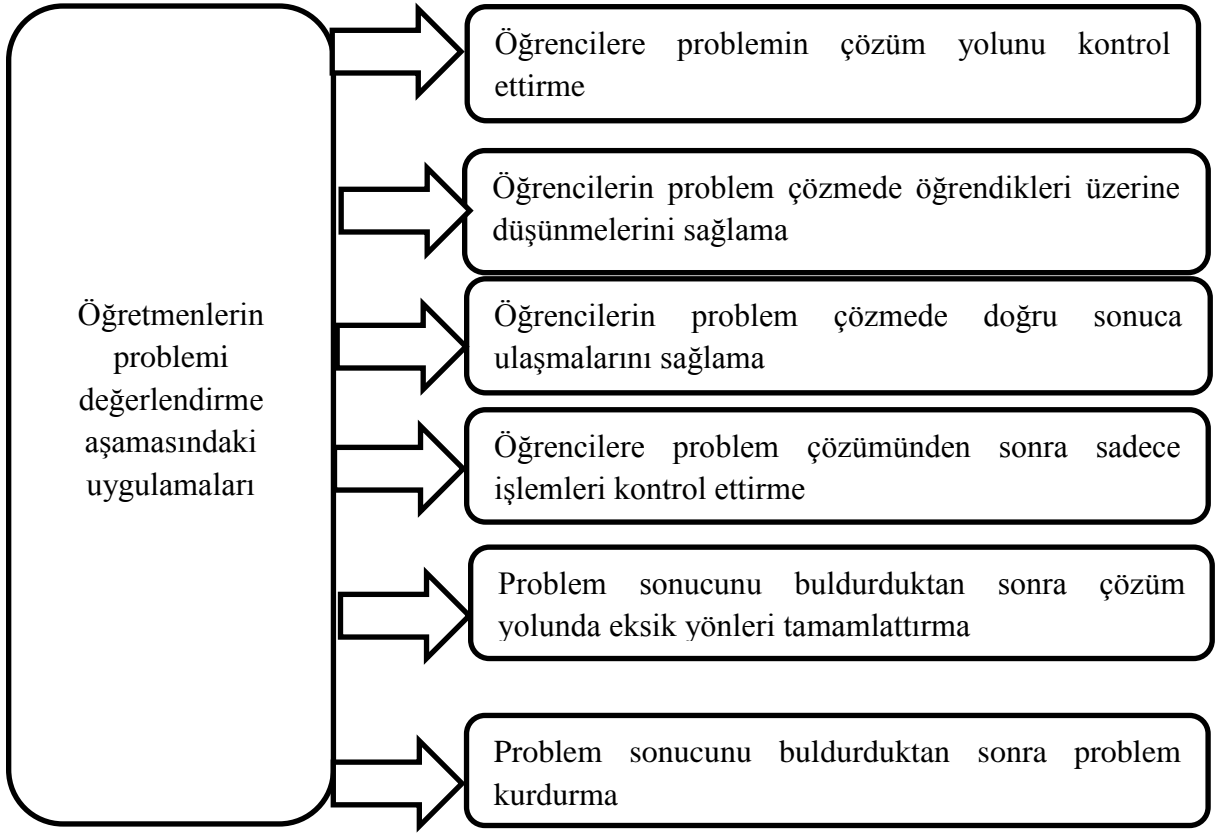 Öğretmenlerin
problemi
değerlendirme
aşamasındaki
uygulamaları
Öğrencilere problemin çözüm yolunu kontrol
ettirme
Öğrencilerin problem çözmede öğrendikleri üzerine
düşünmelerini sağlama
Öğrencilerin problem çözmede doğru sonuca
ulaşmalarını sağlama
Öğrencilere problem çözümünden sonra sadece
işlemleri kontrol ettirme
Problem sonucunu buldurduktan sonra çözüm
yolunda eksik yönleri tamamlattırma
Problem sonucunu buldurduktan sonra problem
kurdurma